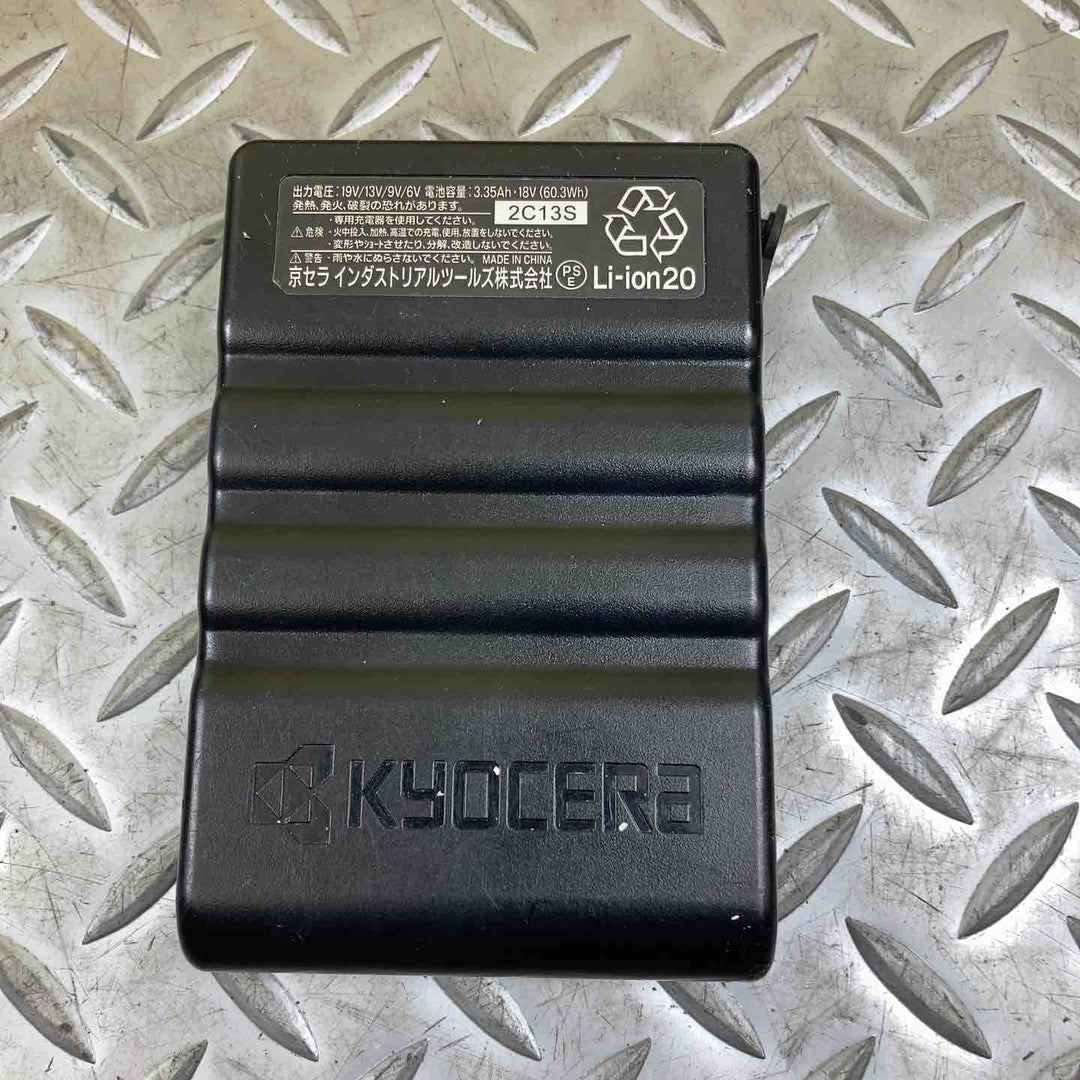 出力電圧:19V/13V/9V/6V 電池容量:3.35Ah・18V(60.3Wh)
発熱、発火、破裂の恐れがあります。
2C13S
・専用充電器を使用してください。
⚠危険 ・火中投入、加熱、高温での充電、使用、放置をしないでください。
・変形やショートさせたり、分解、改造しないでください。
⚠警告 ・雨や水にぬらさないでください。 MADE IN CHINA
京セラ インダストリアルツールズ株式会社 PSE Li-ion20
KYOCERA